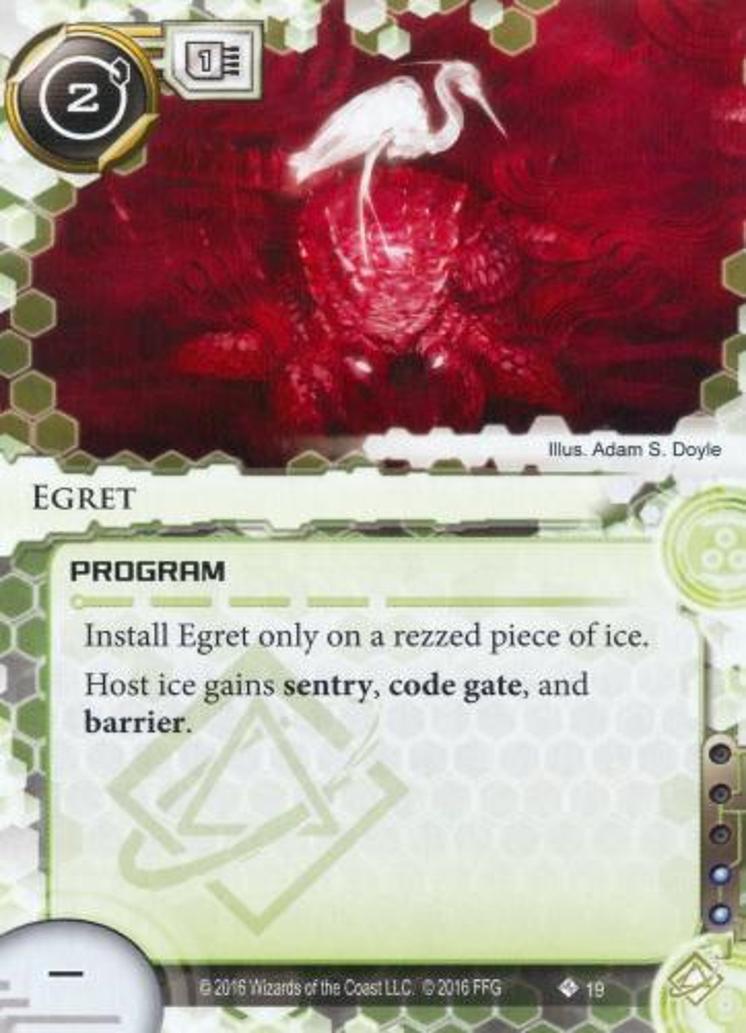 2
1
Illus. Adam S. Doyle
EGRET
PROGRAM
Install Egret only on a rezzed piece of ice.
Host ice gains sentry, code gate, and
barrier.
–
© 2016 Wizards of the Coast LLC. © 2016 FFG 19